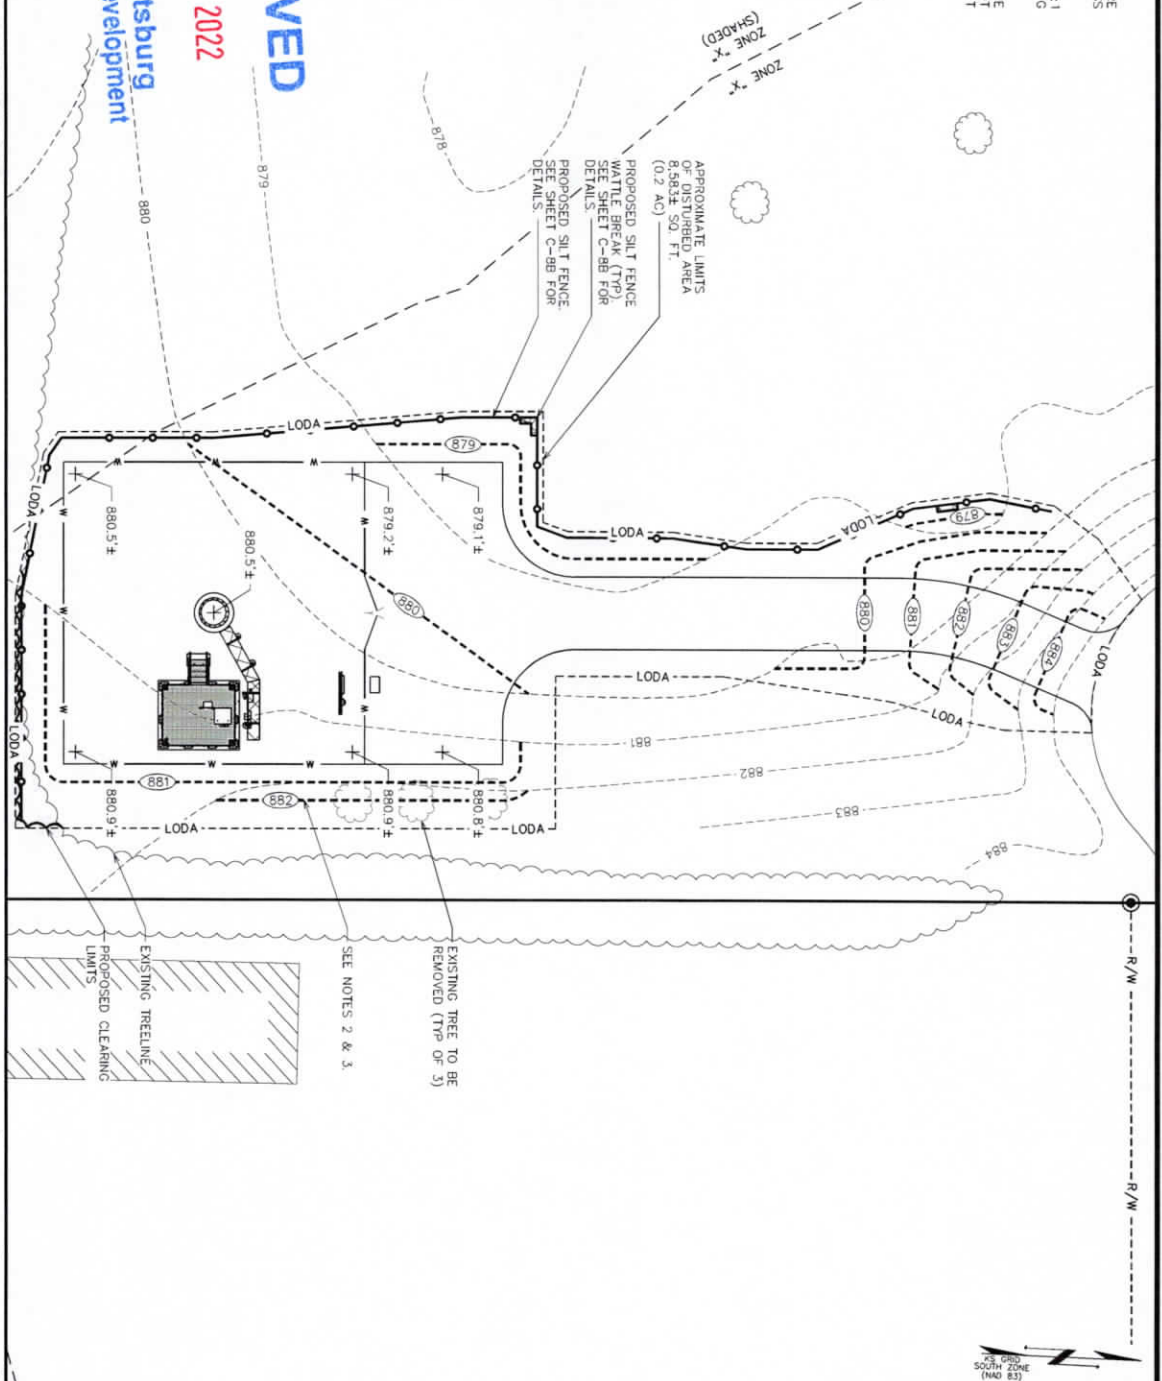 VED
2022
tsburg
evelopment
ZONE "X"
(SHADED)
ZONE "X"
878
879
880
APPROXIMATE LIMITS
OF DISTURBED AREA
8,583± SQ. FT.
(0.2 AC)
PROPOSED SILT FENCE
WATTLE BREAK (TYP).
SEE SHEET C-8B FOR
DETAILS.
PROPOSED SILT FENCE.
SEE SHEET C-8B FOR
DETAILS.
LODA
879
LODA
LODA
879
LODA
LODA
W
W
W
880.5'±
879.2'±
879.1'±
W
W
W
W
880.5'±
880
880
881
882
883
884
LODA
LODA
LODA
881
W
W
W
881
882
880.9'±
880.9'±
880.8'±
882
883
884
LODA
LODA
LODA
R/W
R/W
EXISTING TREE TO BE
REMOVED (TYP OF 3)
SEE NOTES 2 & 3.
EXISTING TREELINE
PROPOSED CLEARING
LIMITS
KS GRID
SOUTH ZONE
(NAD 83)